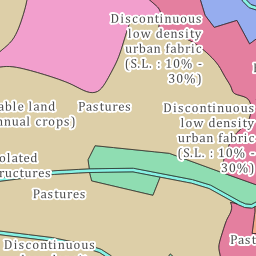 Discontinuous
low density
urban fabric
(S.L. : 10% -
30%)
able land
nnual crops)
Pastures
Discontinuous
low density
urban fabric
(S.L. : 10% -
30%)
olated
ructures
Pastures
Past
Discontinuous